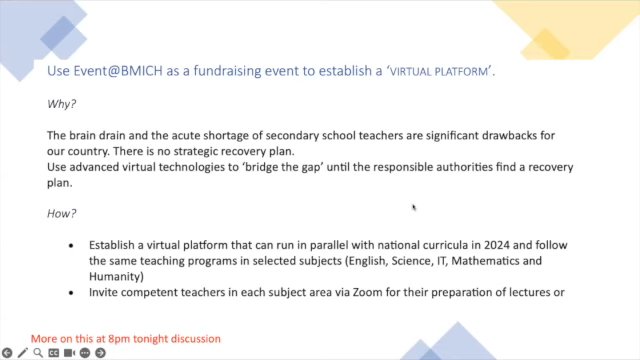 Use Event@BMICH as a fundraising event to establish a ‘VIRTUAL PLATFORM’.
Why?
The brain drain and the acute shortage of secondary school teachers are significant drawbacks for
our country. There is no strategic recovery plan.
Use advanced virtual technologies to ‘bridge the gap’ until the responsible authorities find a recovery
plan.
How?
• Establish a virtual platform that can run in parallel with national curricula in 2024 and follow
the same teaching programs in selected subjects (English, Science, IT, Mathematics and
Humanity)
• Invite competent teachers in each subject area via Zoom for their preparation of lectures or
More on this at 8pm tonight discussion
CC